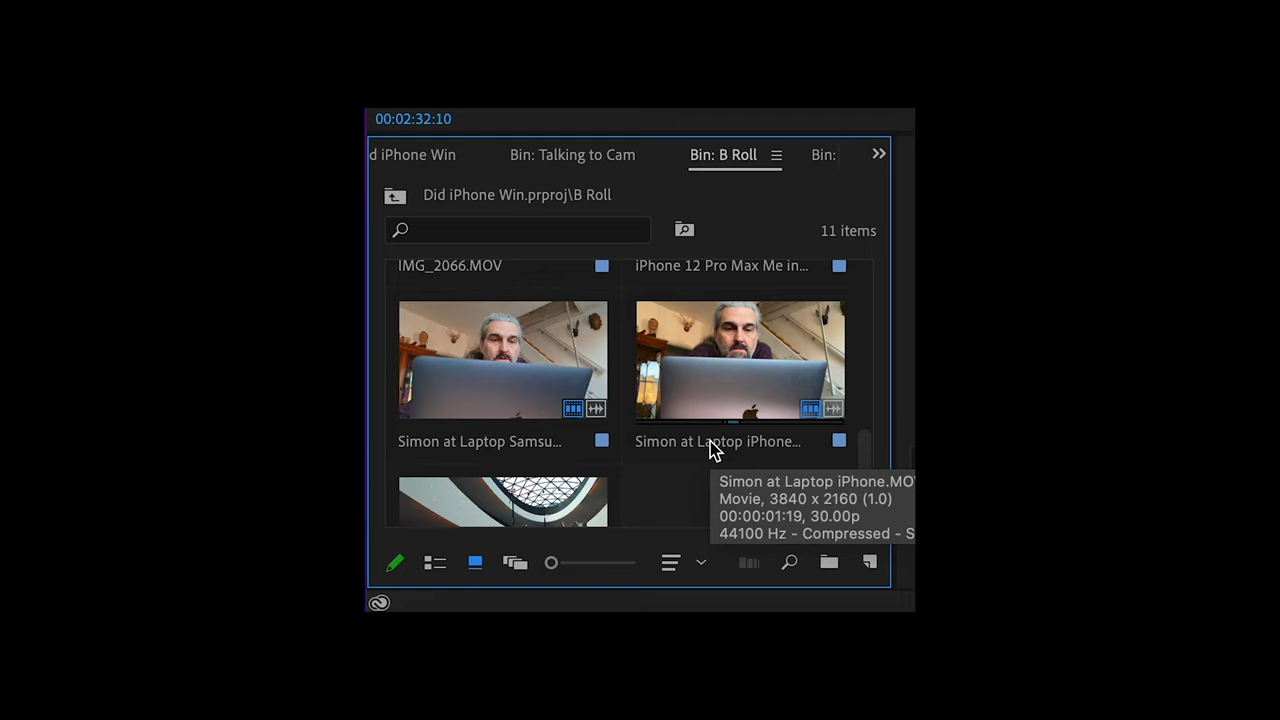 00:02:32:10
d iPhone Win
Bin: Talking to Cam
Bin: B Roll
Bin:
Did iPhone Win.prproj\B Roll
11 items
IMG_2066.MOV
iPhone 12 Pro Max Me in...
Simon at Laptop Samsu...
Simon at Laptop iPhone...
Simon at Laptop iPhone.MO
Movie, 3840 x 2160 (1.0)
00:00:01:19, 30.00p
44100 Hz - Compressed - S